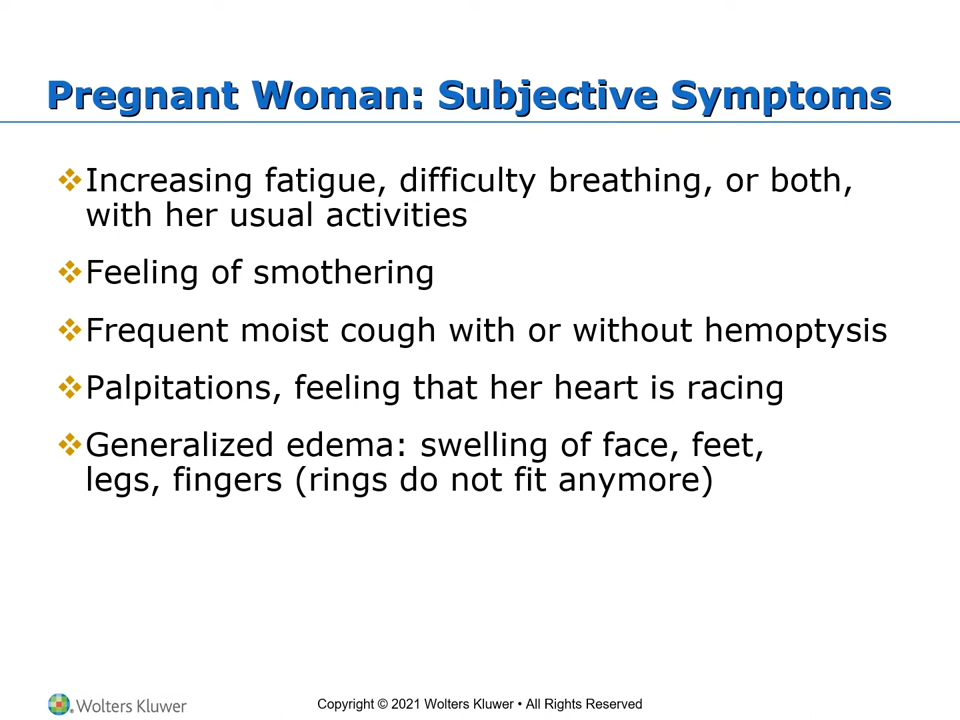 Pregnant Woman: Subjective Symptoms
❖Increasing fatigue, difficulty breathing, or both,
with her usual activities
❖Feeling of smothering
❖Frequent moist cough with or without hemoptysis
❖Palpitations, feeling that her heart is racing
❖Generalized edema: swelling of face, feet,
legs, fingers (rings do not fit anymore)
Wolters Kluwer
Copyright © 2021 Wolters Kluwer • All Rights Reserved